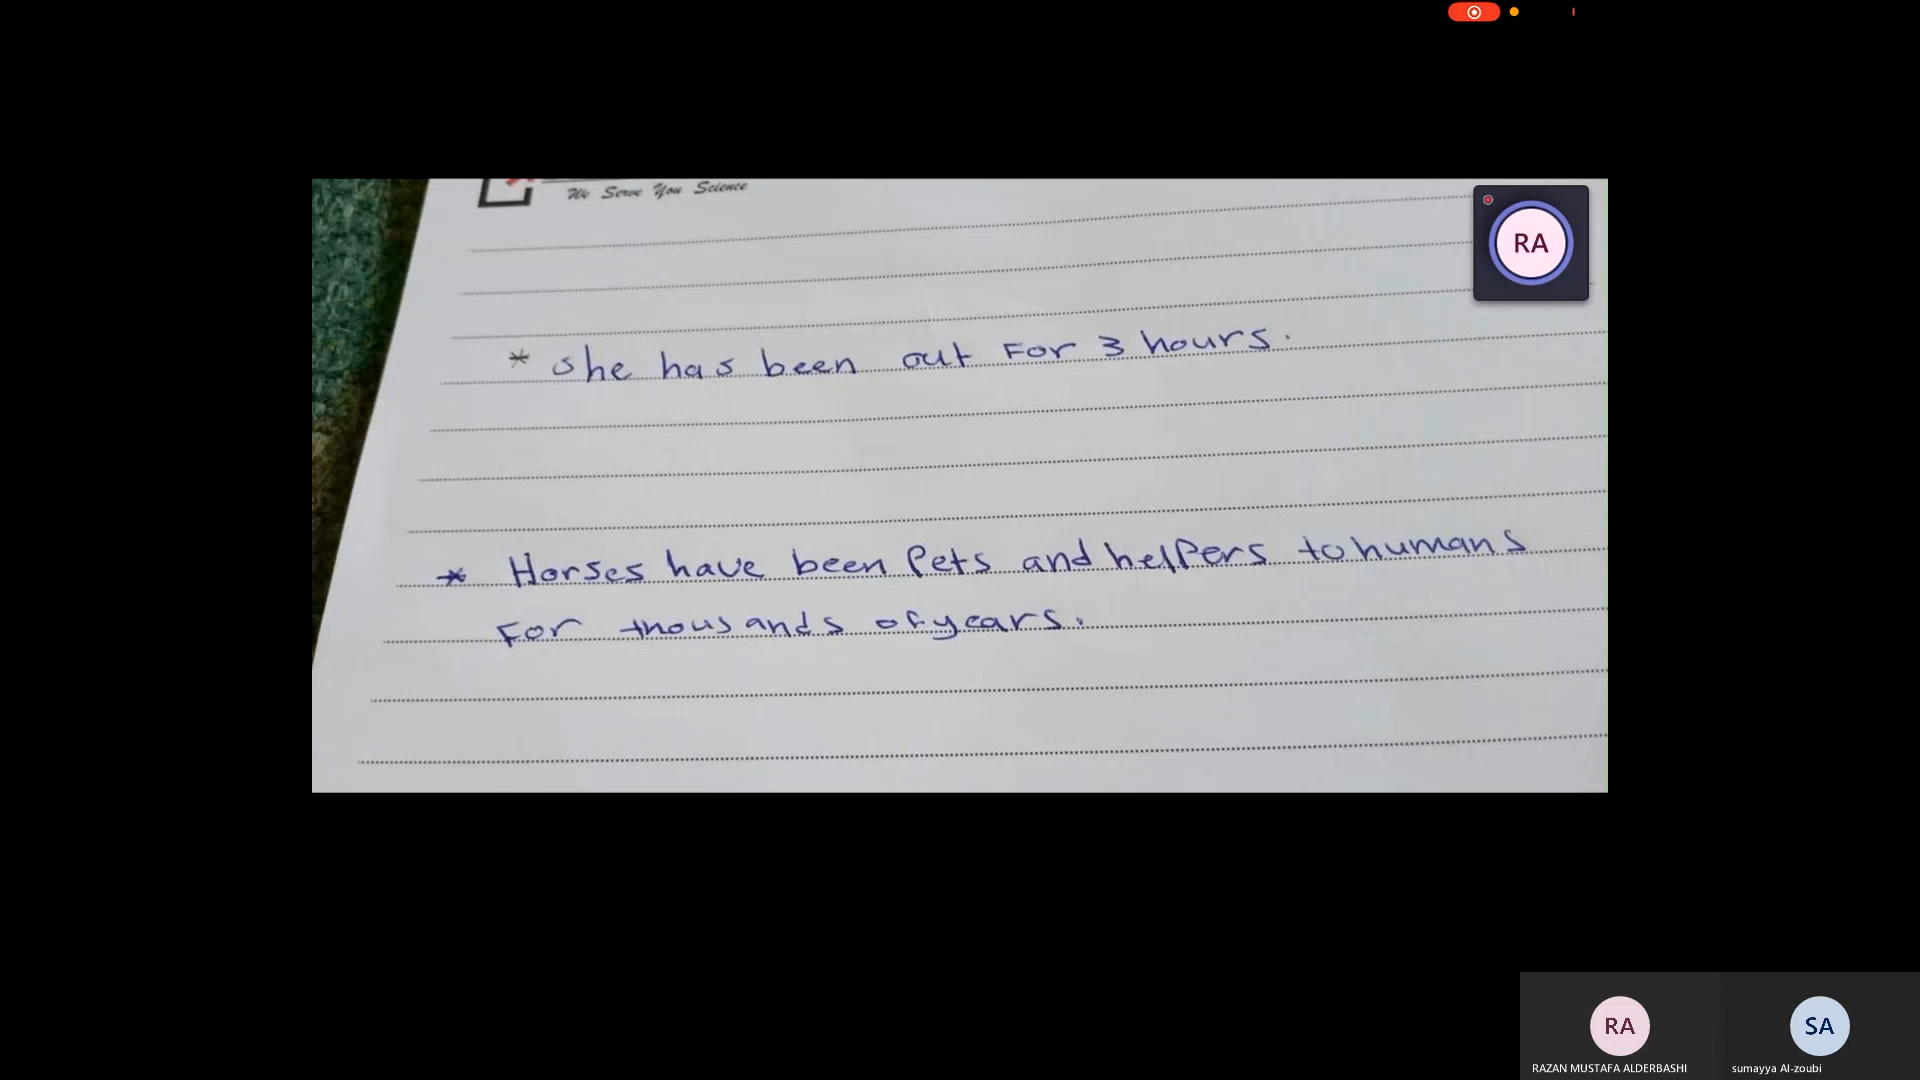 We Serve You Science
RA
* She has been out For 3 hours.
* Horses have been Pets and helpers to humans
For thousands of years.
RA
SA
RAZAN MUSTAFA ALDERBASHI
sumayya Al-zoubi